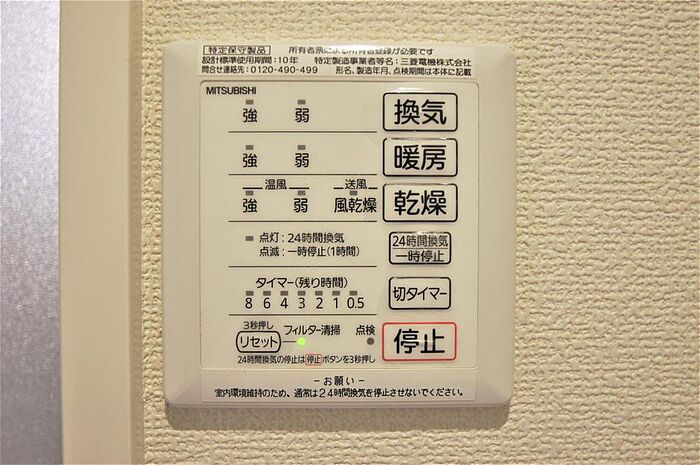 特定保守製品 所有者票による所有者登録が必要です
設計標準使用期間:10年 特定製造事業者等名:三菱電機株式会社
問合せ連絡先:0120-490-499 形名、製造年月、点検期間は本体に記載
MITSUBISHI
強 弱 換気
強 弱 暖房
温風 送風
強 弱 風乾燥 乾燥
点灯:24時間換気
点滅:一時停止(1時間)
24時間換気
一時停止
タイマー(残り時間)
8 6 4 3 2 1 0.5
切タイマー
3秒押し フィルター清掃 点検
リセット
停止
24時間換気の停止は停止ボタンを3秒押し
-お願い-
室内環境維持のため、通常は24時間換気を停止させないでください。